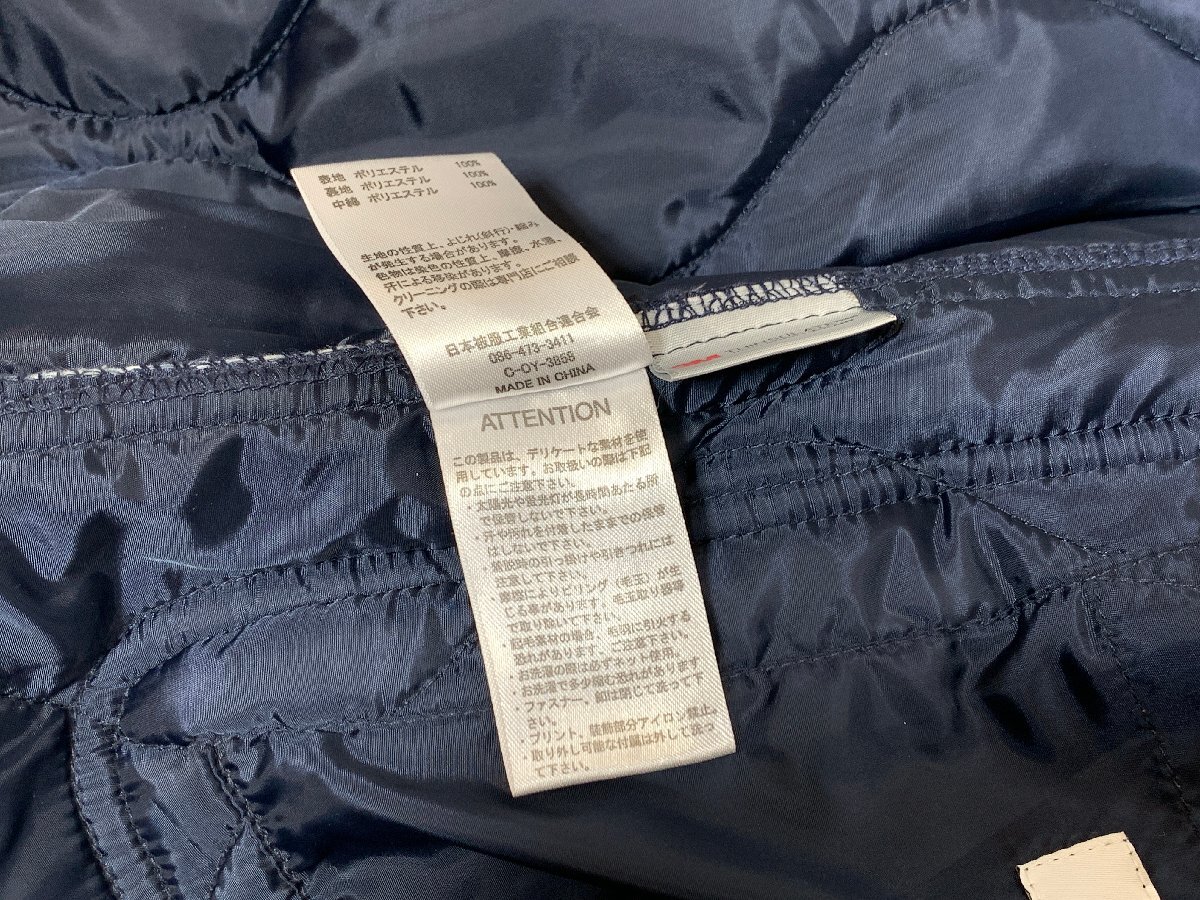 表地 ポリエステル 100%
裏地 ポリエステル 100%
中綿 ポリエステル 100%
生地の性質上、よじれ(斜行)・縮み
が発生する場合があります。
色物は染色の性質上、摩擦、水濡、
汗による移染があります。
クリーニングの際は専門店にご相談
下さい。
日本被服工業組合連合会
086-473-3411
C-OY-3856
MADE IN CHINA
ATTENTION
この製品は、デリケートな素材を使
用しています。お取扱いの際は下記
の点にご注意下さい。
・太陽光や蛍光灯が長時間あたる所
で保管しないで下さい。
・汗や汚れを付着したままでの保管
はしないで下さい。
・着脱時の引っ掛けや引きつれには
注意して下さい。
摩擦によりピリング(毛玉)が生
じる事があります。毛玉取り器等
で取り除いて下さい。
・起毛素材の場合、毛羽に引火する
恐れがあります。ご注意下さい。
・お洗濯の際は必ずネット使用。
・お洗濯で多少縮む恐れがあります
・ファスナー、釦は閉じて洗って下
さい。
・プリント、装飾部分アイロン禁止。
・取り外し可能な付属は外して洗っ
て下さい。